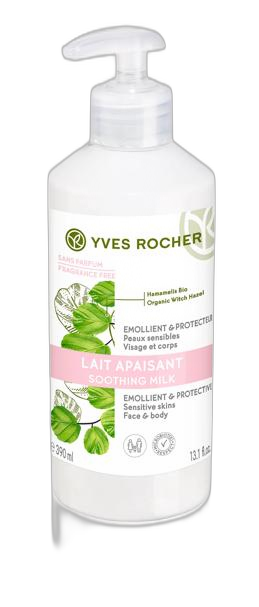 YVES ROCHER
SANS PARFUM
FRAGRANCE FREE
Hamamelis Bio
Organic Witch Hazel
EMOLLIENT & PROTECTEUR
Peaux sensibles
Visage et corps
LAIT APAISANT
SOOTHING MILK
EMOLLIENT & PROTECTIVE
Sensitive skins
Face & body
℮ 390 ml
13.1 fl.oz.